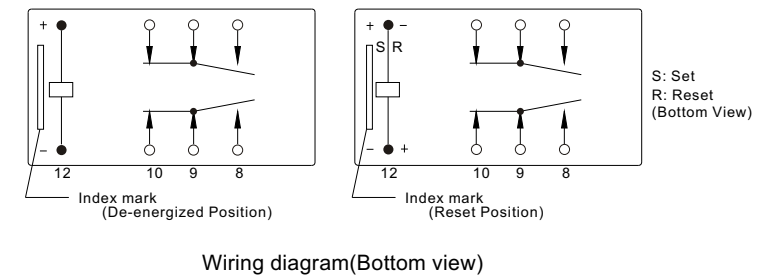 +
+ –
S R
S: Set
R: Reset
(Bottom View)
–
– +
12 10 9 8
12 10 9 8
Index mark
(De-energized Position)
Index mark
(Reset Position)
Wiring diagram(Bottom view)